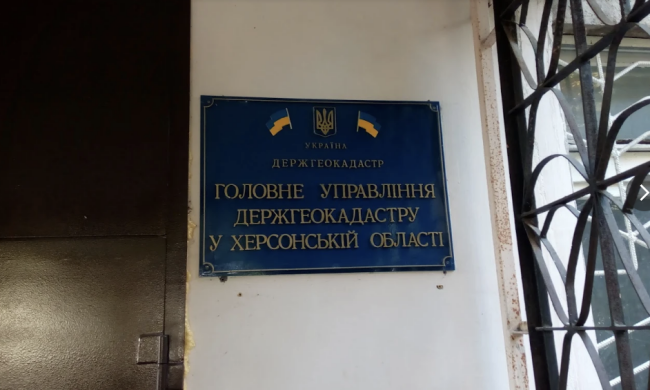 УКРАЇНА
ДЕРЖГЕОКАДАСТР
ГОЛОВНЕ УПРАВЛІННЯ
ДЕРЖГЕОКАДАСТРУ
У ХЕРСОНСЬКІЙ ОБЛАСТІ